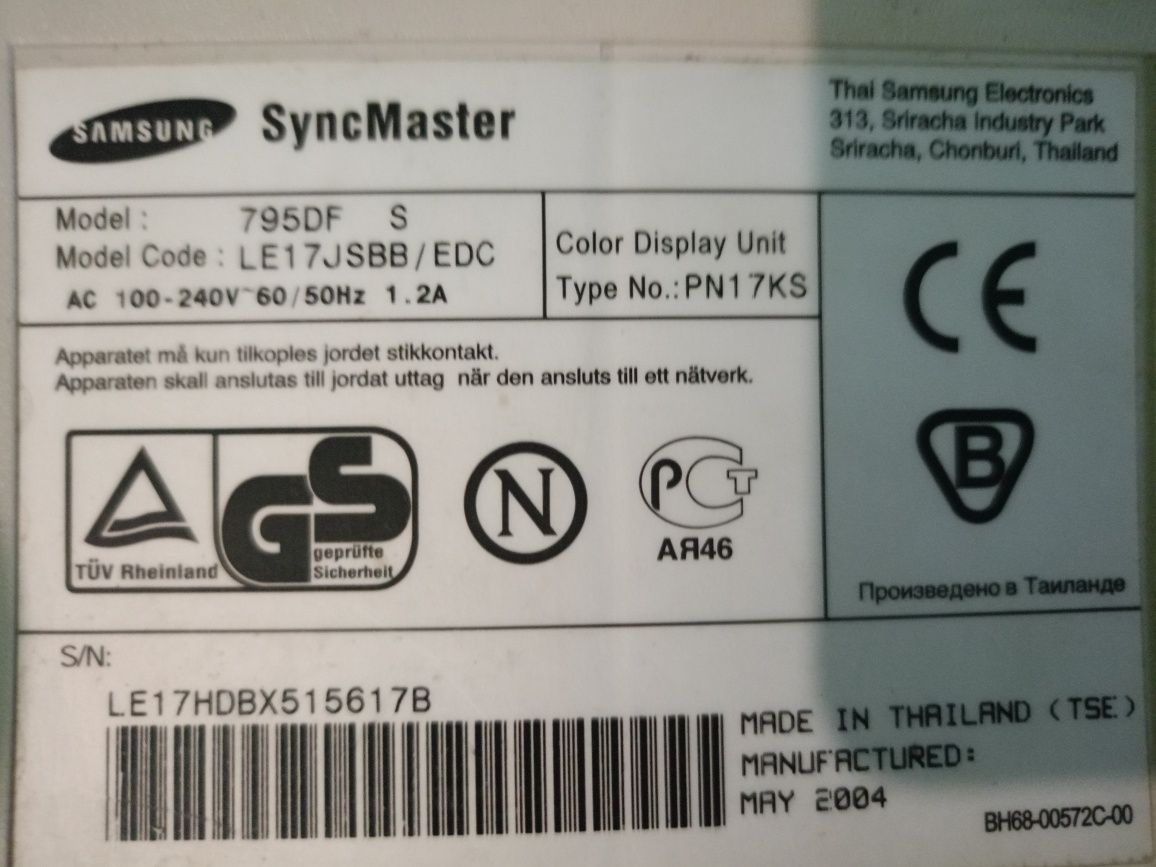 SAMSUNG SyncMaster
Thai Samsung Electronics
313, Sriracha Industry Park
Sriracha, Chonburi, Thailand
Model : 795DF S
Model Code : LE17JSBB/EDC
AC 100-240V~60/50Hz 1.2A
Color Display Unit
Type No.:PN17KS
CE
Apparatet må kun tilkoples jordet stikkontakt.
Apparaten skall anslutas till jordat uttag när den ansluts till ett nätverk.
TÜV Rheinland
GS
geprüfte
Sicherheit
N
РСТ
АЯ46
B
Произведено в Таиланде
S/N:
LE17HDBX515617B
MADE IN THAILAND (TSE)
MANUFACTURED:
MAY 2004
BH68-00572C-00